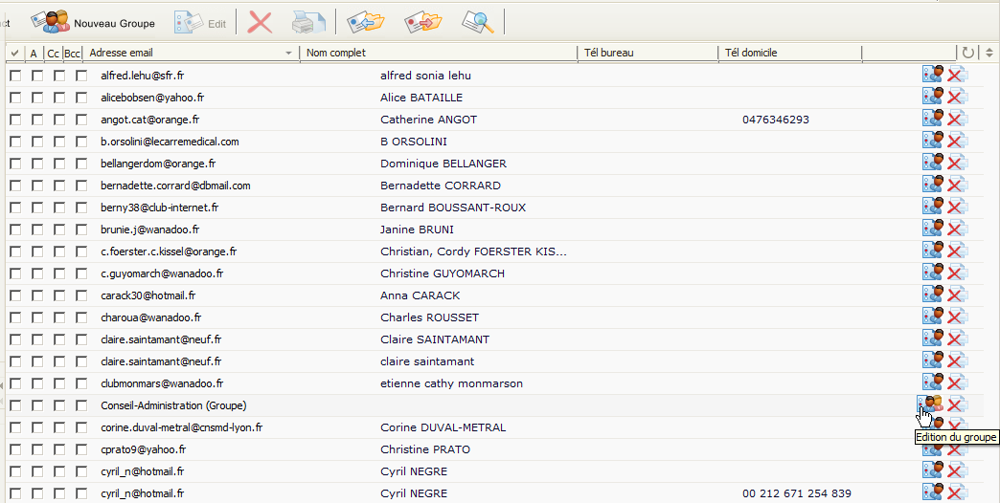 ct Nouveau Groupe Edit
A Cc Bcc Adresse email Nom complet Tél bureau Tél domicile
alfred.lehu@sfr.fr alfred sonia lehu
alicebobsen@yahoo.fr Alice BATAILLE
angot.cat@orange.fr Catherine ANGOT 0476346293
b.orsolini@lecarremedical.com B ORSOLINI
bellangerdom@orange.fr Dominique BELLANGER
bernadette.corrard@dbmail.com Bernadette CORRARD
berny38@club-internet.fr Bernard BOUSSANT-ROUX
brunie.j@wanadoo.fr Janine BRUNI
c.foerster.c.kissel@orange.fr Christian, Cordy FOERSTER KIS...
c.guyomarch@wanadoo.fr Christine GUYOMARCH
carack30@hotmail.fr Anna CARACK
charoua@wanadoo.fr Charles ROUSSET
claire.saintamant@neuf.fr Claire SAINTAMANT
claire.saintamant@neuf.fr claire saintamant
clubmonmars@wanadoo.fr etienne cathy monmarson
Conseil-Administration (Groupe)
corine.duval-metral@cnsmd-lyon.fr Corine DUVAL-METRAL
Edition du groupe
cprato9@yahoo.fr Christine PRATO
cyril_n@hotmail.fr Cyril NEGRE
cyril_n@hotmail.fr Cyril NEGRE 00 212 671 254 839